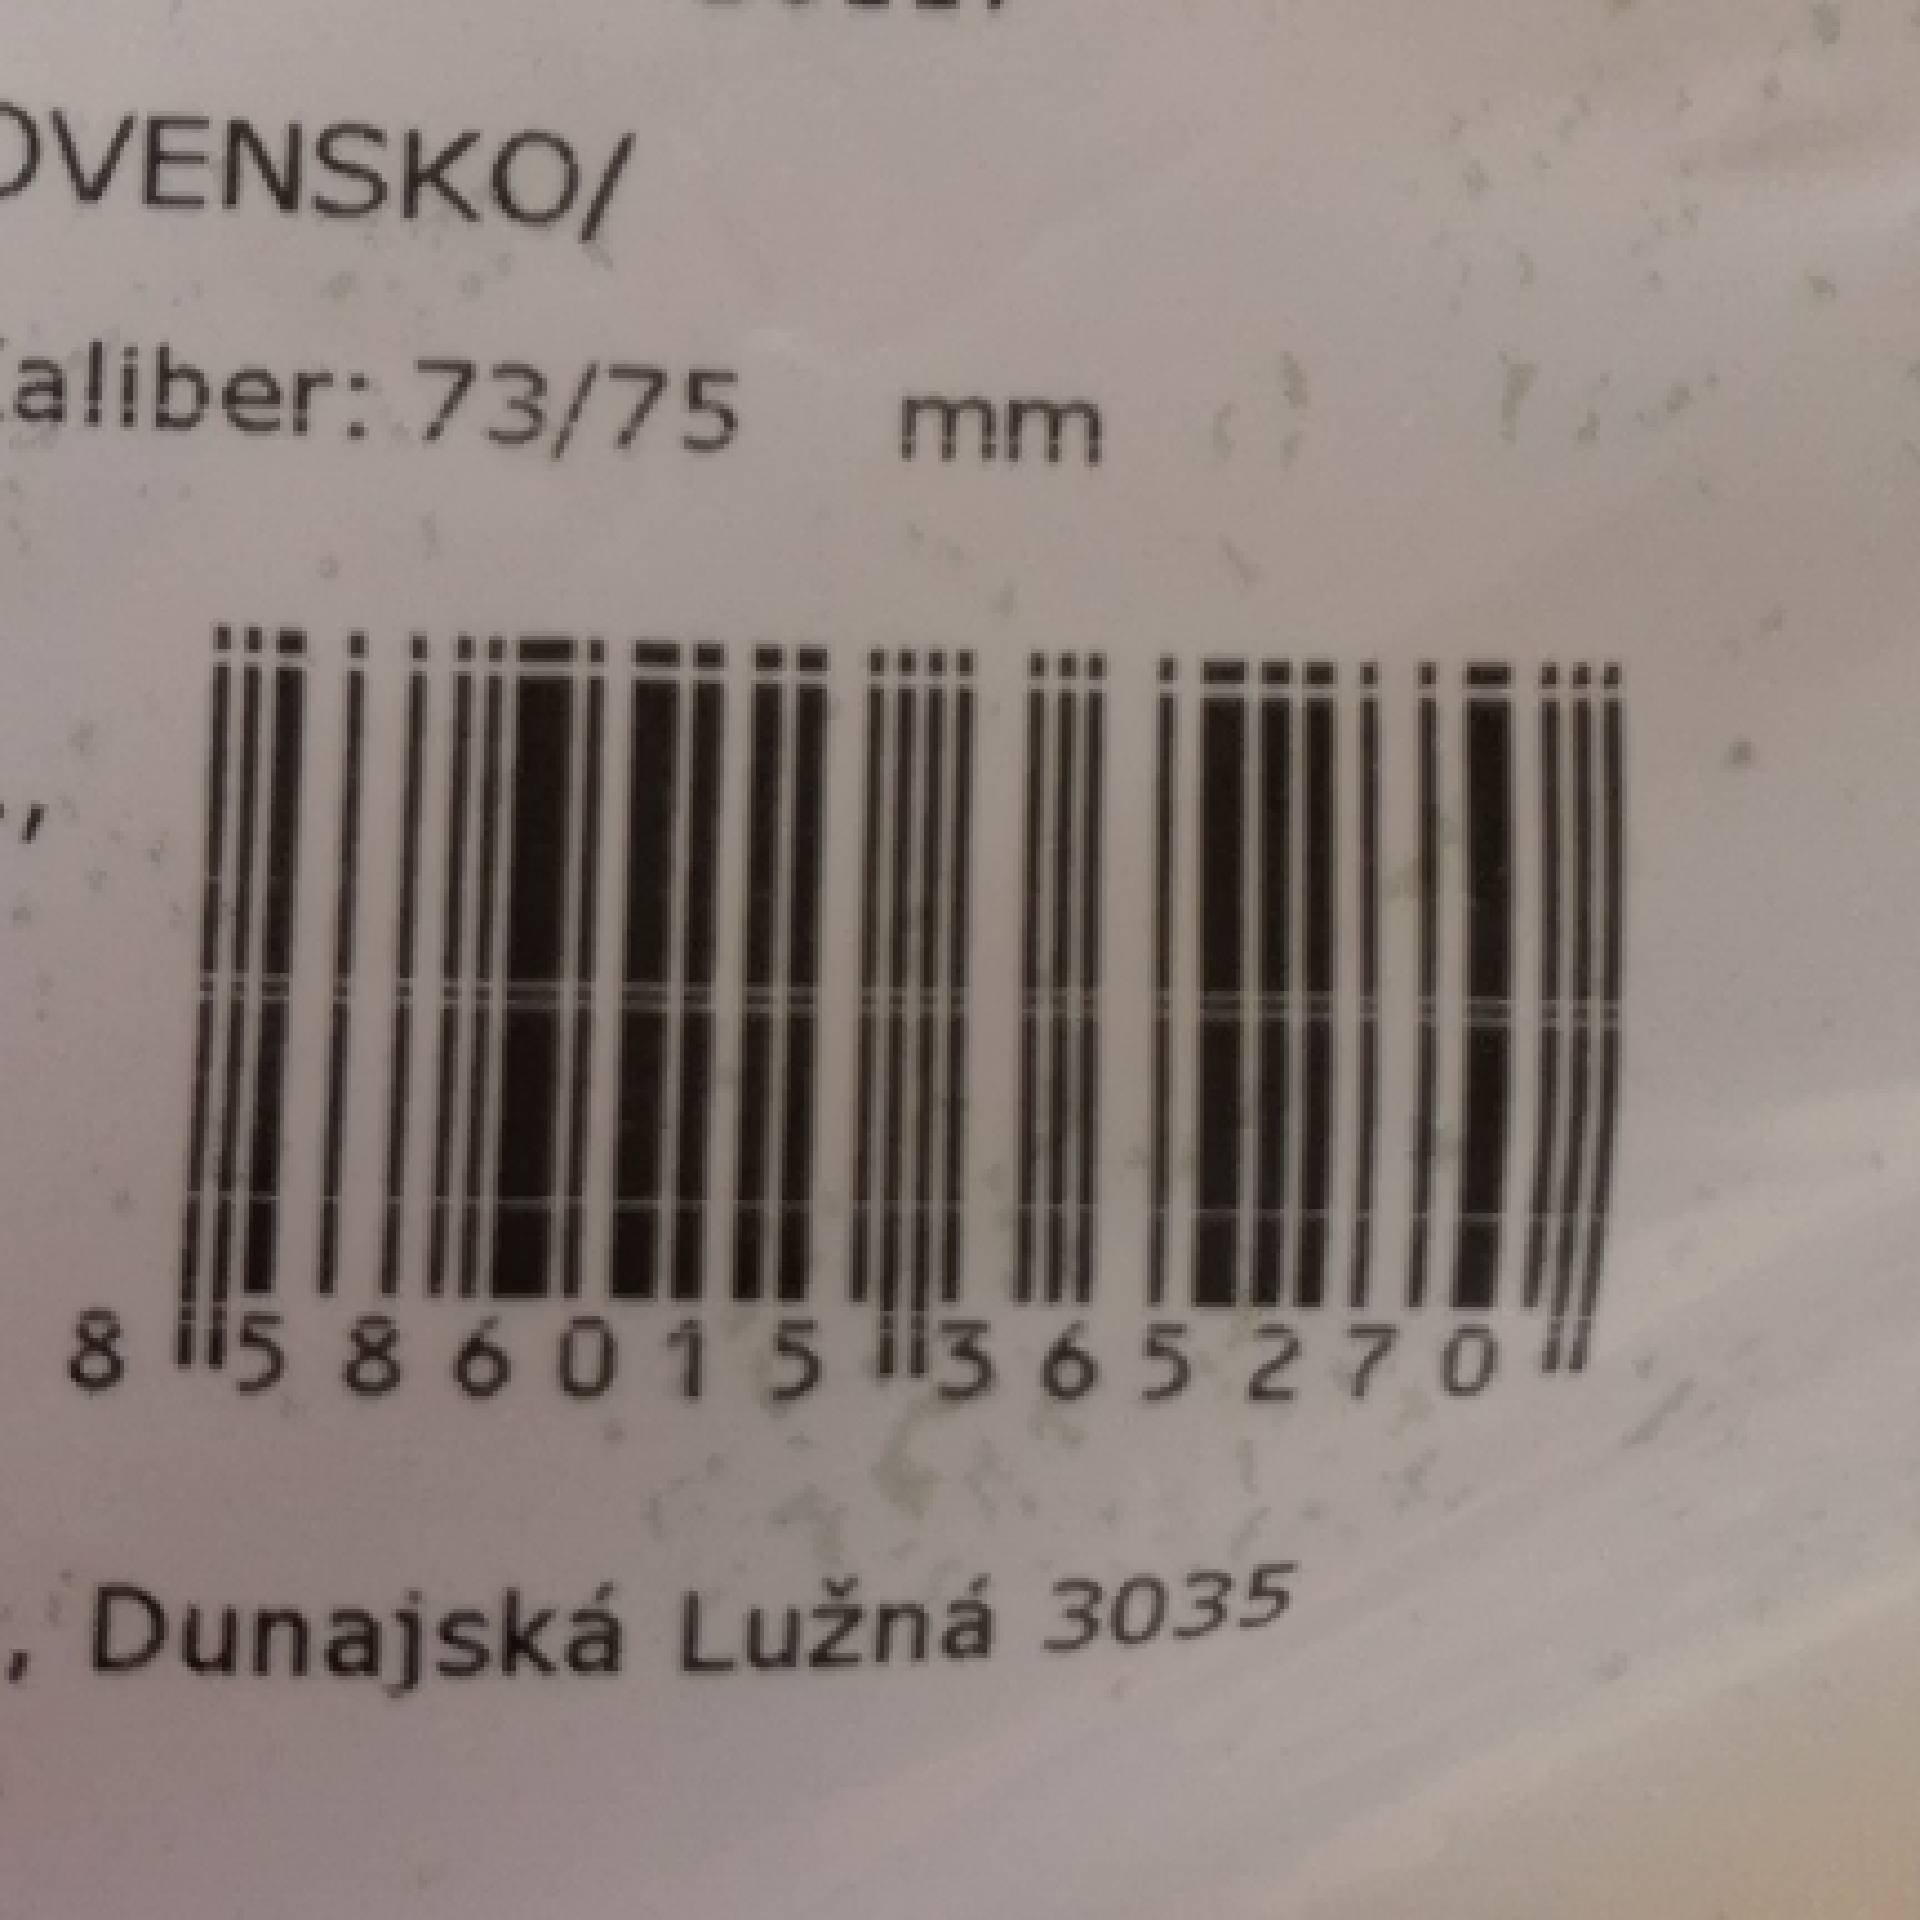 OVENSKO/
aliber: 73/75 mm
,
8 586015 365270
, Dunajská Lužná 3035